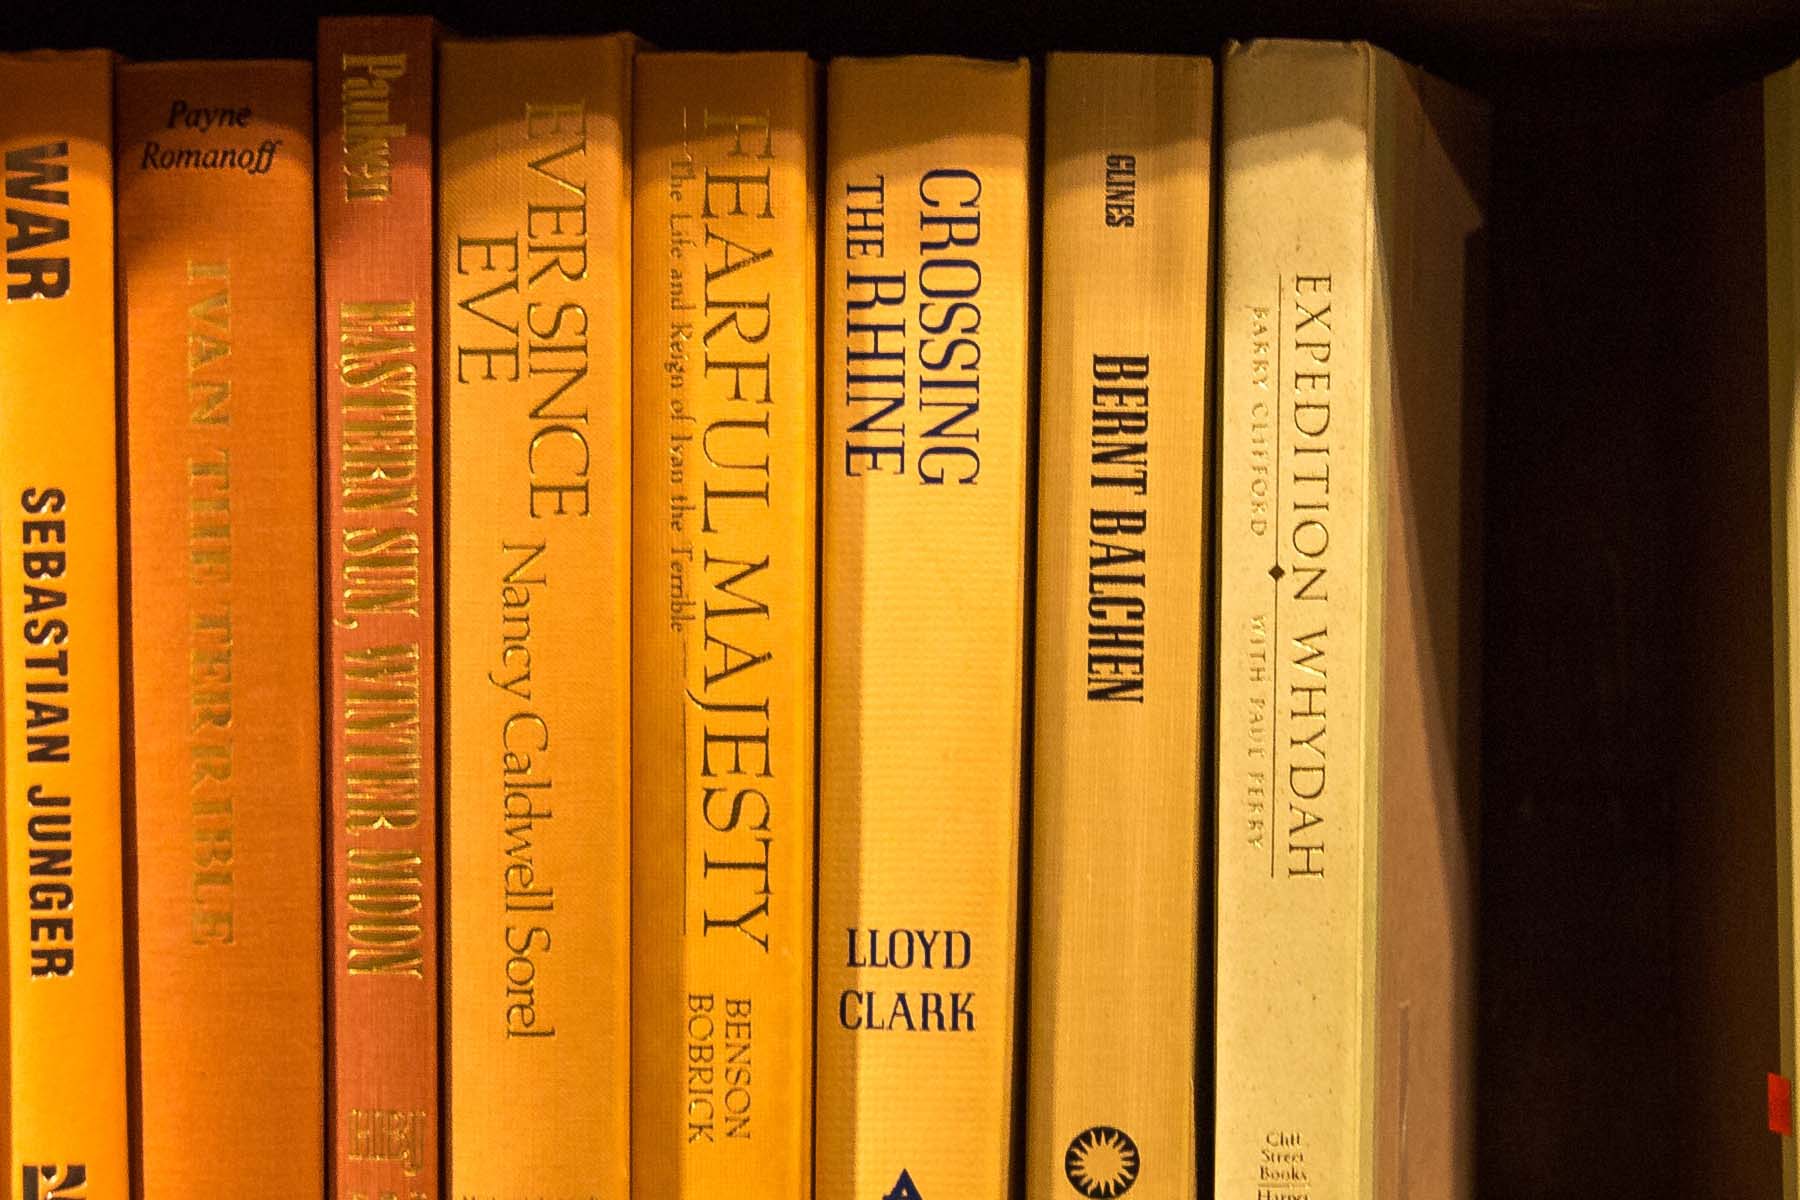 WAR
SEBASTIAN JUNGER
Payne
Romanoff
IVAN THE TERRIBLE
EASTERN SUN, WINTER MOON
EVER SINCE
EVE
Nancy Caldwell Sorel
FEARFUL MAJESTY
The Life and Reign of Ivan the Terrible
BENSON
BOBRICK
CROSSING
THE RHINE
LLOYD
CLARK
GLINES
BERNT BALCHEN
EXPEDITION WHYDAH
BARRY CLIFFORD
WITH PAUL PERRY
Cliff
Street
Books